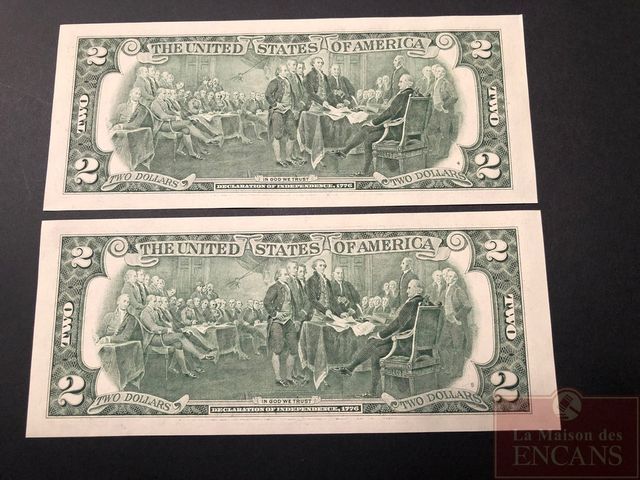 2 THE UNITED STATES OF AMERICA 2
TWO TWO
2 TWO DOLLARS IN GOD WE TRUST TWO DOLLARS 2
DECLARATION OF INDEPENDENCE, 1776
2 THE UNITED STATES OF AMERICA 2
TWO TWO
2 TWO DOLLARS IN GOD WE TRUST TWO DOLLARS 2
DECLARATION OF INDEPENDENCE, 1776
La Maison des
ENCANS